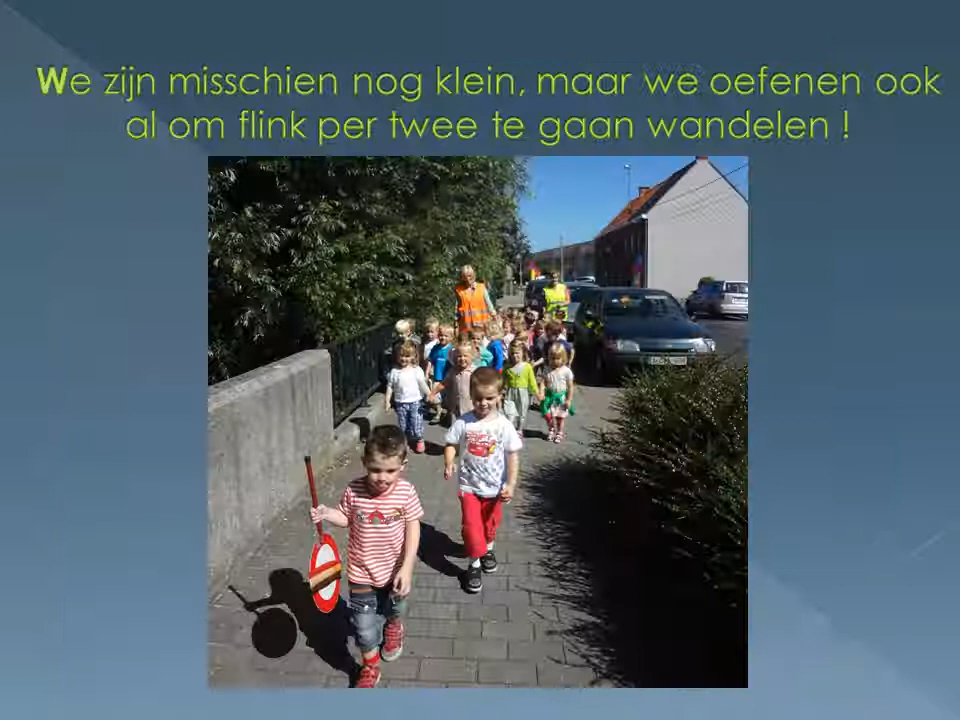 We zijn misschien nog klein, maar we oefenen ook
al om flink per twee te gaan wandelen !